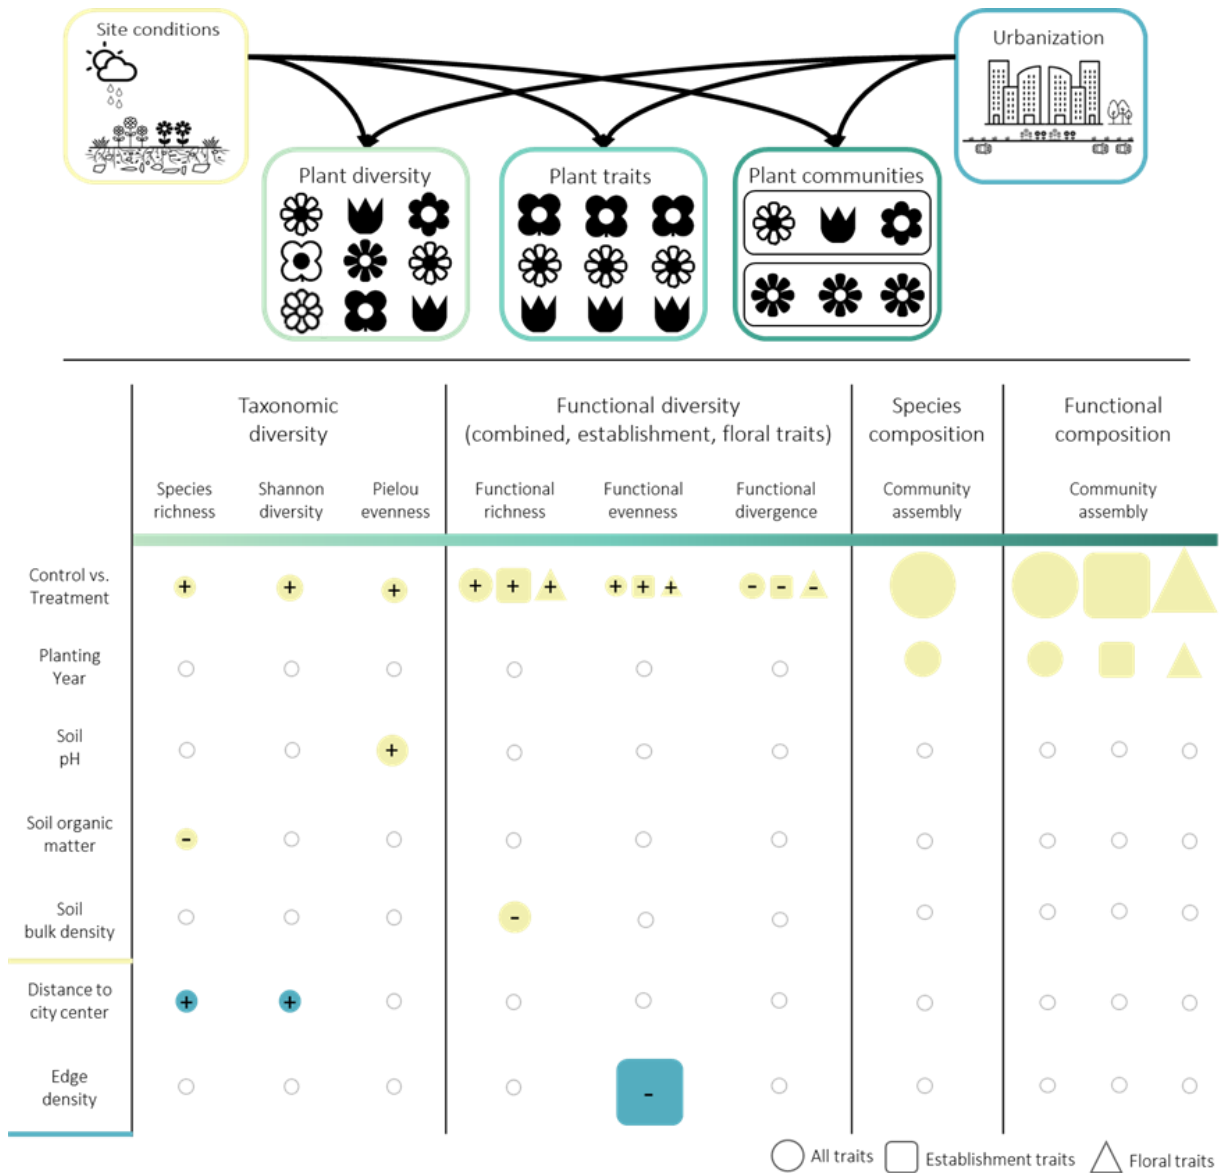 Site conditions
Urbanization
Plant diversity
Plant traits
Plant communities
Taxonomic
diversity
Functional diversity
(combined, establishment, floral traits)
Species
composition
Functional
composition
Species
richness
Shannon
diversity
Pielou
evenness
Functional
richness
Functional
evenness
Functional
divergence
Community
assembly
Community
assembly
Control vs.
Treatment
+ + + + + + + + + - - -
Planting
Year
Soil
pH
+
Soil organic
matter
-
Soil
bulk density
-
Distance to
city center
+ +
Edge
density
-
All traits
Establishment traits
Floral traits